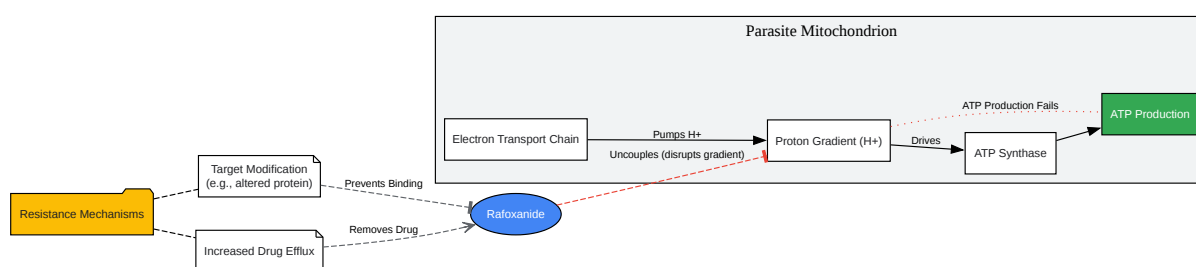 Parasite Mitochondrion
Electron Transport Chain
Pumps H+
Proton Gradient (H+)
ATP Production Fails
ATP Production
Drives
ATP Synthase
Uncouples (disrupts gradient)
Resistance Mechanisms
Target Modification
(e.g., altered protein)
Prevents Binding
Rafoxanide
Increased Drug Efflux
Removes Drug